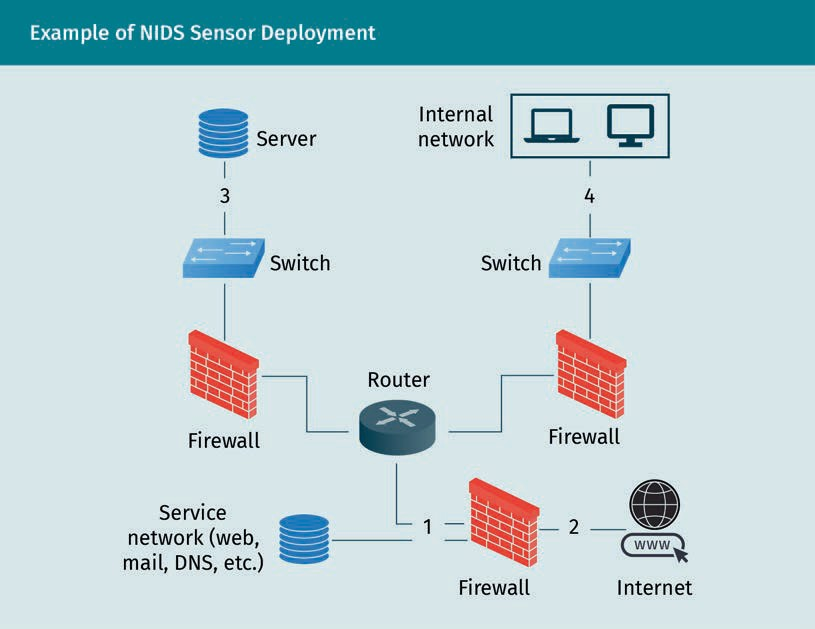 Example of NIDS Sensor Deployment
Server
Internal
network
3
4
Switch
Switch
Router
Firewall
Firewall
Service
network (web,
mail, DNS, etc.)
1
2
WWW
Firewall
Internet